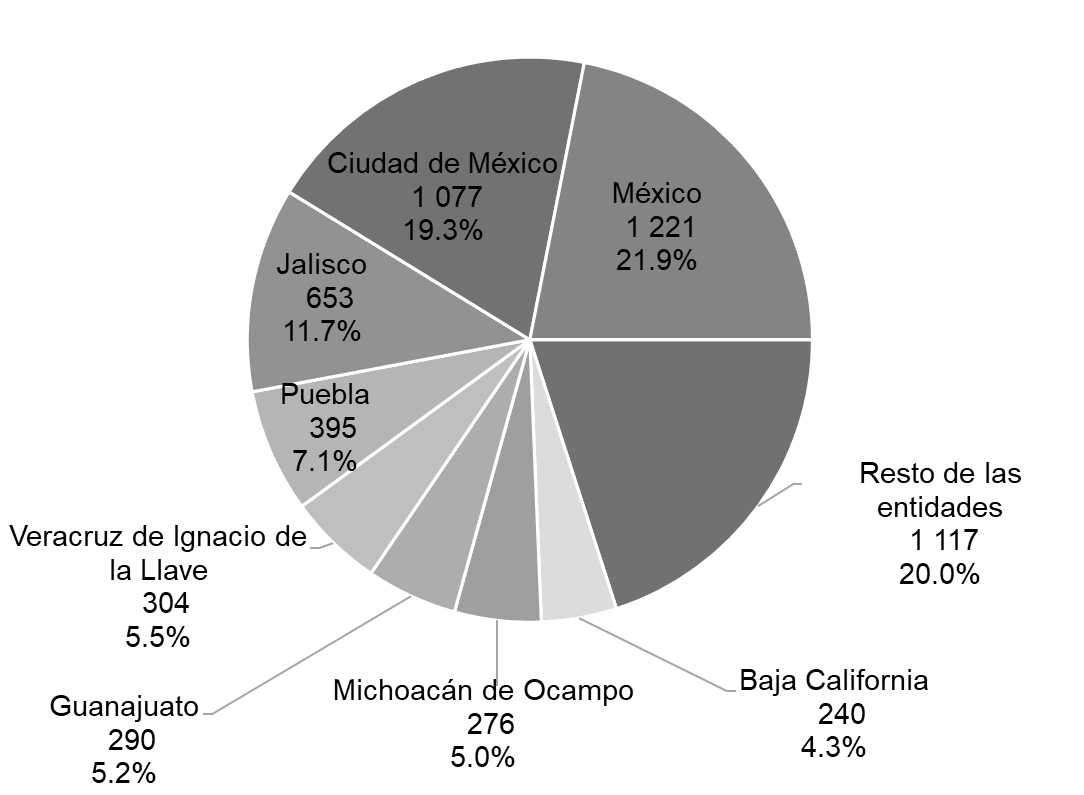 Ciudad de México
1 077
19.3%
México
1 221
21.9%
Jalisco
653
11.7%
Puebla
395
7.1%
Resto de las
entidades
1 117
20.0%
Veracruz de Ignacio de
la Llave
304
5.5%
Guanajuato
290
5.2%
Michoacán de Ocampo
276
5.0%
Baja California
240
4.3%